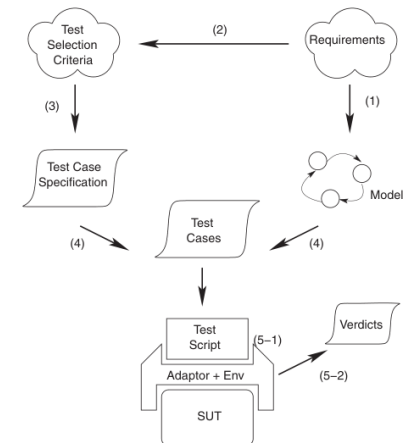 Test
Selection
Criteria
(2)
Requirements
(3)
(1)
Test Case
Specification
Model
(4)
Test
Cases
(4)
Test
Script
(5-1)
Verdicts
Adaptor + Env
(5-2)
SUT